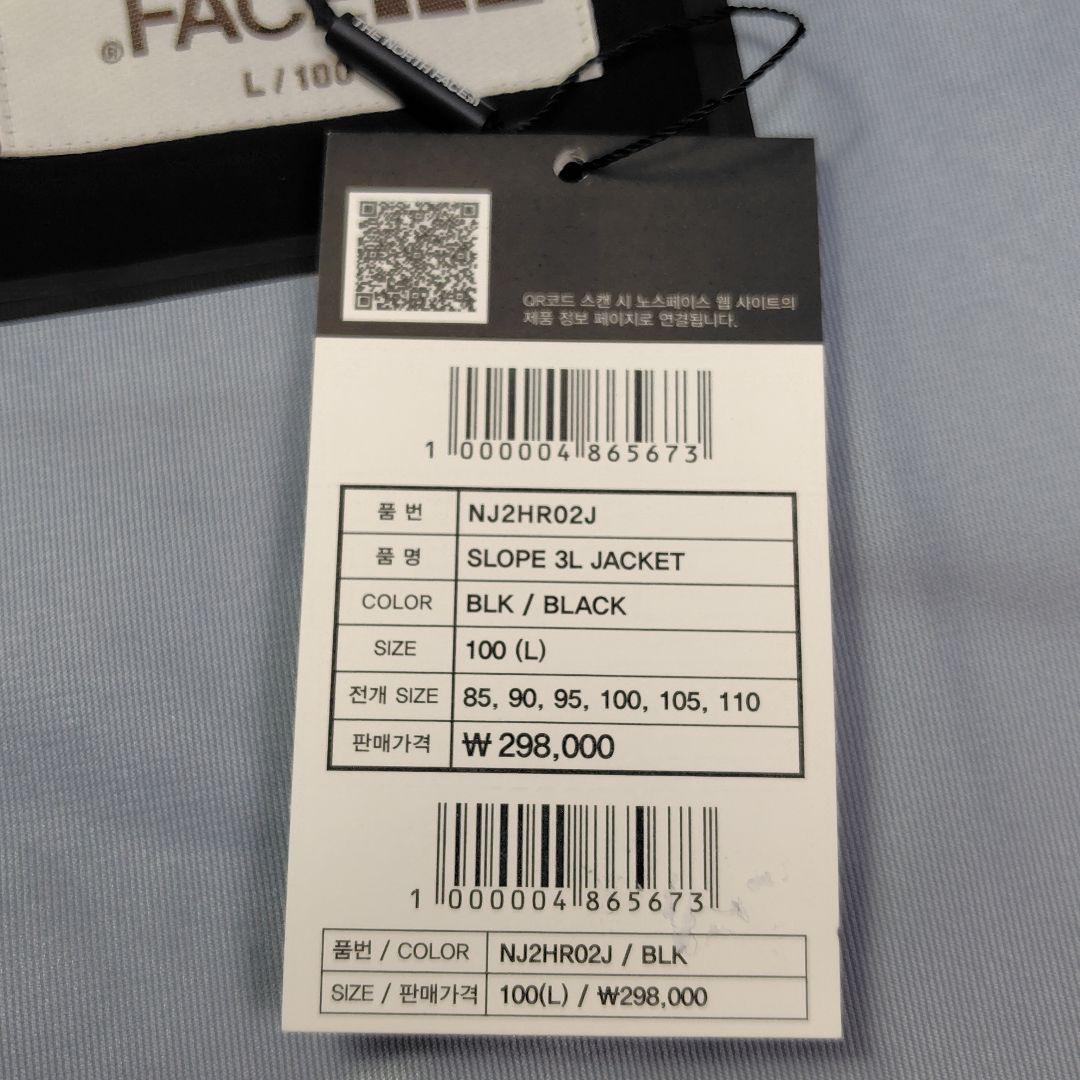 FACE
®
L / 100
THE NORTH FACE
QR코드 스캔 시 노스페이스 웹 사이트의
제품 정보 페이지로 연결됩니다.
1 000004 865673
품 번 NJ2HR02J
품 명 SLOPE 3L JACKET
COLOR BLK / BLACK
SIZE 100 (L)
전개 SIZE 85, 90, 95, 100, 105, 110
판매가격 ₩ 298,000
1 000004 865673
품번 / COLOR NJ2HR02J / BLK
SIZE / 판매가격 100(L) / ₩298,000